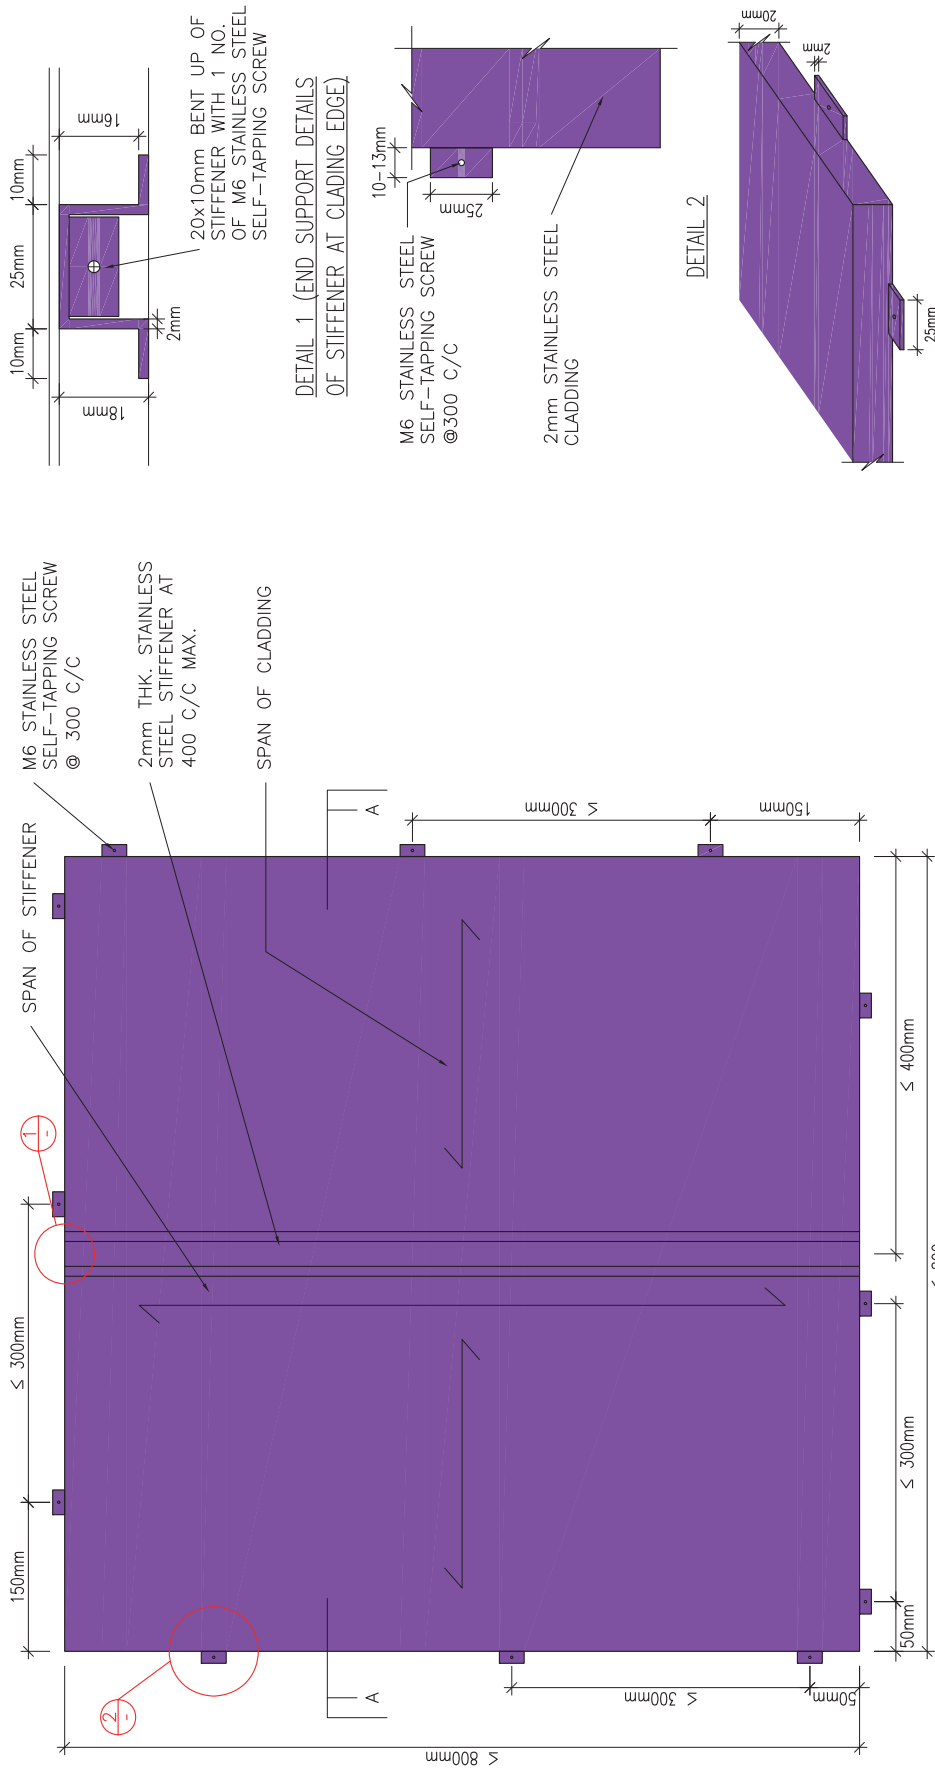 M6 STAINLESS STEEL
SELF-TAPPING SCREW
@ 300 C/C
2mm THK. STAINLESS
STEEL STIFFENER AT
400 C/C MAX.
SPAN OF CLADDING
SPAN OF STIFFENER
1
-
2
-
150mm
≤ 300mm
A
A
≤ 300mm
150mm
≤ 400mm
≤ 300mm
50mm
≤ 300mm
50mm
≤ 800mm
10mm
25mm
10mm
16mm
18mm
2mm
20x10mm BENT UP OF
STIFFENER WITH 1 NO.
OF M6 STAINLESS STEEL
SELF-TAPPING SCREW
DETAIL 1 (END SUPPORT DETAILS
OF STIFFENER AT CLADING EDGE)
10-13mm
25mm
M6 STAINLESS STEEL
SELF-TAPPING SCREW
@300 C/C
2mm STAINLESS STEEL
CLADDING
DETAIL 2
20mm
2mm
25mm